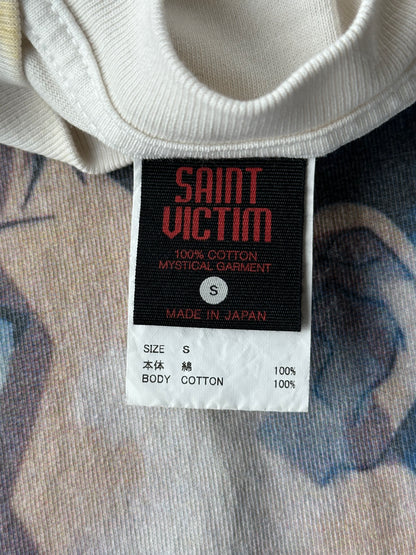 SAINT
VICTIM
100% COTTON
MYSTICAL GARMENT
S
MADE IN JAPAN
SIZE S
本体 綿 100%
BODY COTTON 100%